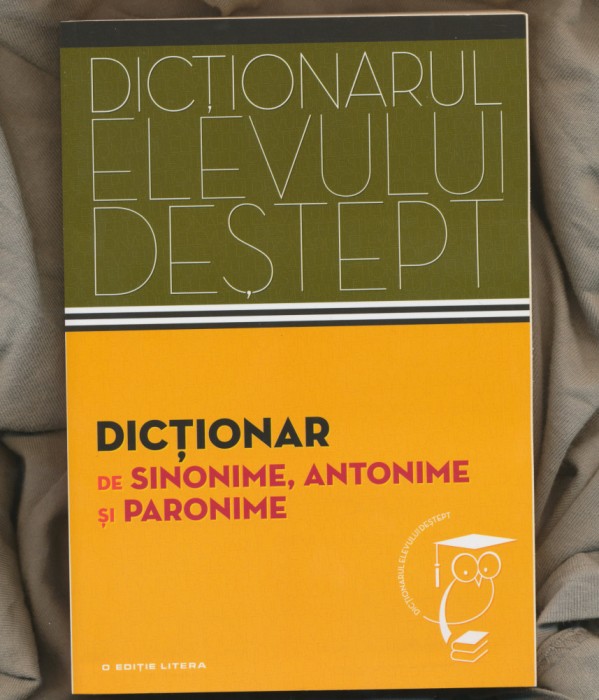 DICȚIONARUL
ELEVULUI
DEȘTEPT
DICȚIONAR
DE SINONIME, ANTONIME
ȘI PARONIME
DICȚIONARUL ELEVULUI DEȘTEPT
O EDIȚIE LITERA